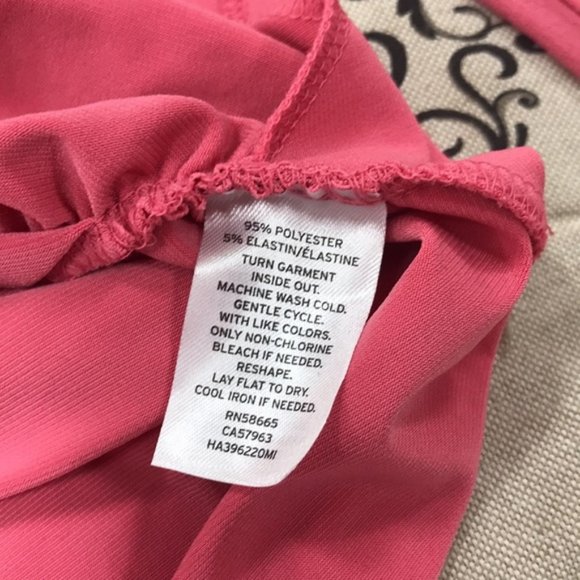 95% POLYESTER
5% ELASTIN/ÉLASTINE
TURN GARMENT
INSIDE OUT.
MACHINE WASH COLD.
GENTLE CYCLE.
WITH LIKE COLORS.
ONLY NON-CHLORINE
BLEACH IF NEEDED.
RESHAPE.
LAY FLAT TO DRY.
COOL IRON IF NEEDED.
RN58665
CA57963
HA396220MI